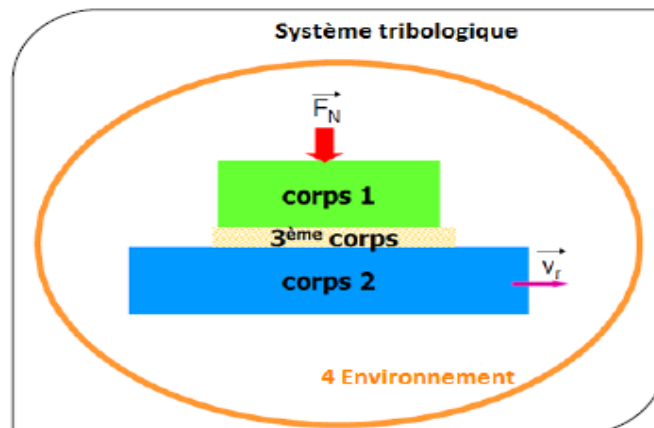 Système tribologique
F_N
corps 1
3ème corps
corps 2
v_r
4 Environnement